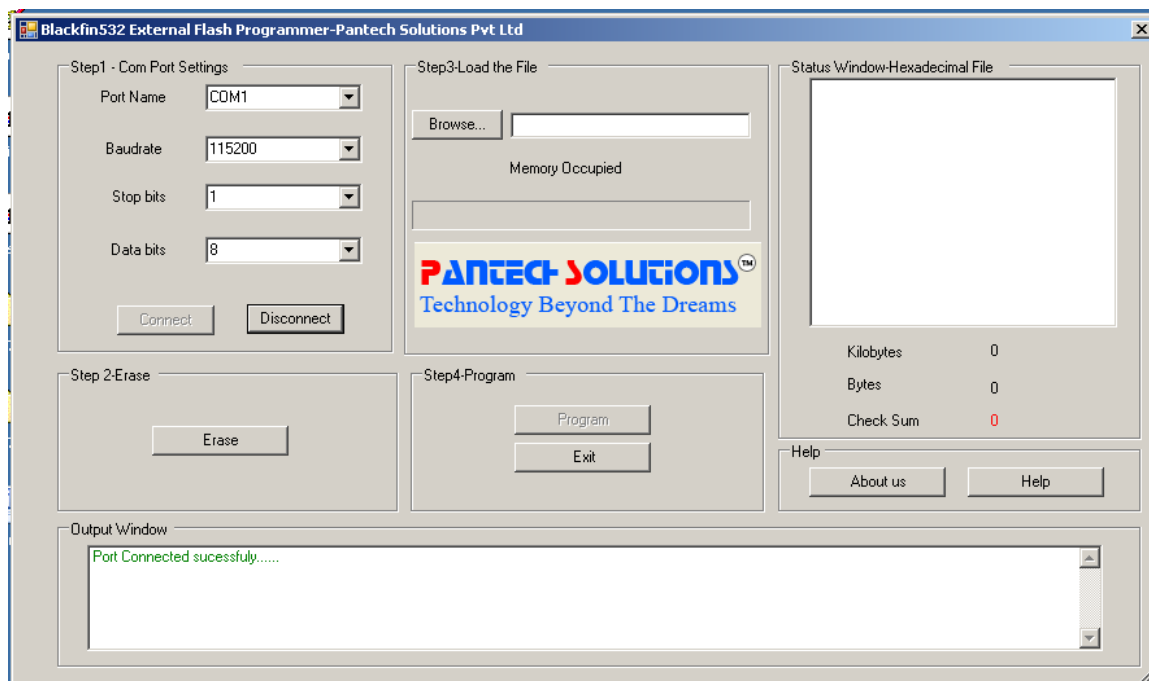 Blackfin532 External Flash Programmer-Pantech Solutions Pvt Ltd
Step1 - Com Port Settings
Port Name COM1
Baudrate 115200
Stop bits 1
Data bits 8
Connect Disconnect
Step 2-Erase
Erase
Step3-Load the File
Browse...
Memory Occupied
PANTECH SOLUTIONS TM
Technology Beyond The Dreams
Step4-Program
Program
Exit
Status Window-Hexadecimal File
Kilobytes 0
Bytes 0
Check Sum 0
Help
About us Help
Output Window
Port Connected sucessfuly......